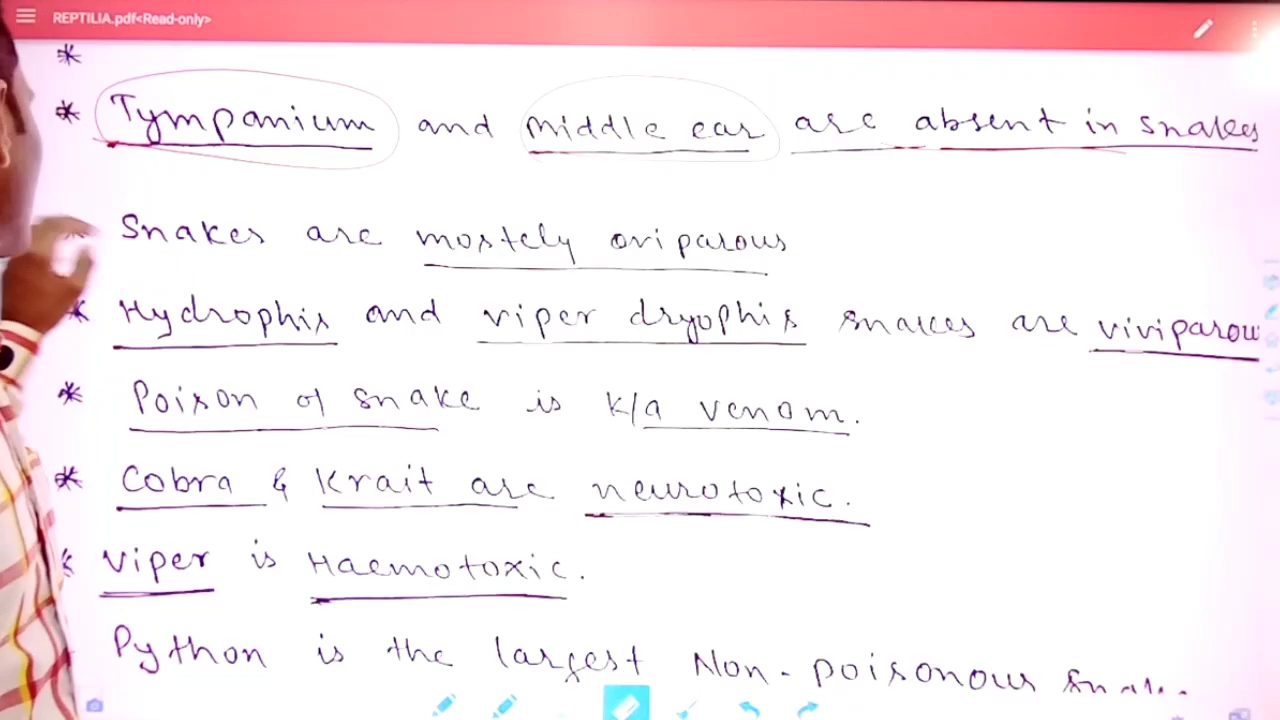 REPTILIA.pdf<Read-only>
*
* Tympanium and middle ear are absent in snakes
Snakes are mostely oviparous
* Hydrophis and viper dryophis snakes are viviparou
* Poison of snake is k/a venom.
* Cobra & Krait are neurotoxic.
* Viper is Haemotoxic.
Python is the largest Non-poisonous